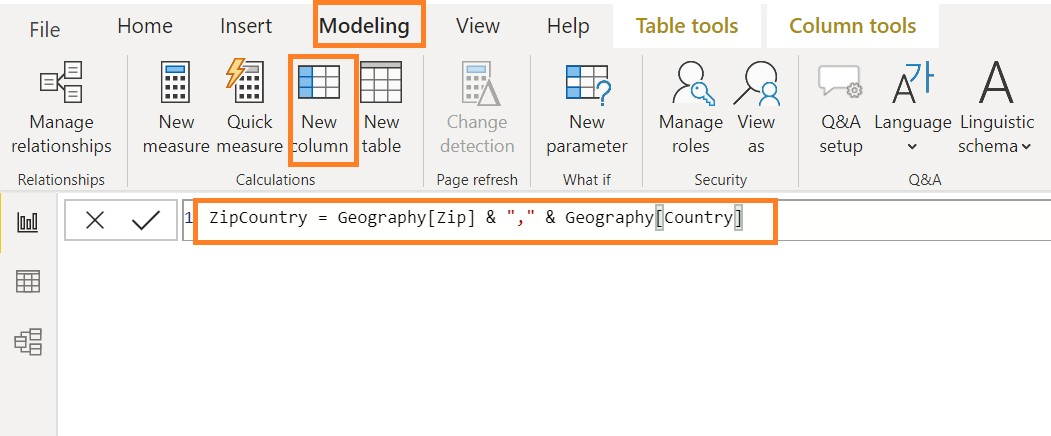 File Home Insert Modeling View Help Table tools Column tools
Manage relationships
New measure
Quick measure
New column
New table
Change detection
New parameter
Manage roles
View as
Q&A setup
Language
Linguistic schema
Relationships Calculations Page refresh What if Security Q&A
1 ZipCountry = Geography[Zip] & "," & Geography[Country]